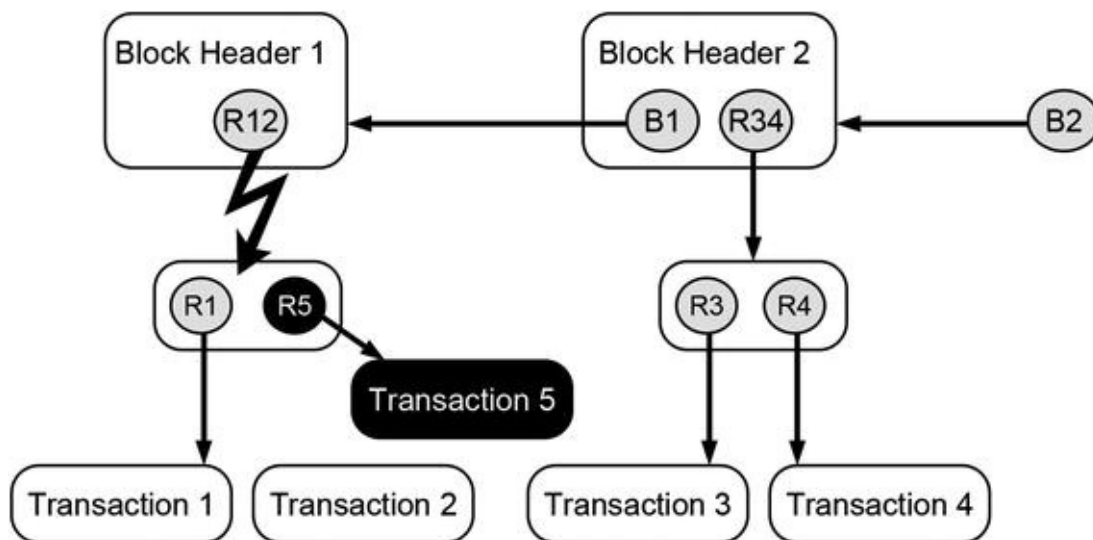 Block Header 1
Block Header 2
R12
B1
R34
B2
R1
R5
R3
R4
Transaction 5
Transaction 1
Transaction 2
Transaction 3
Transaction 4